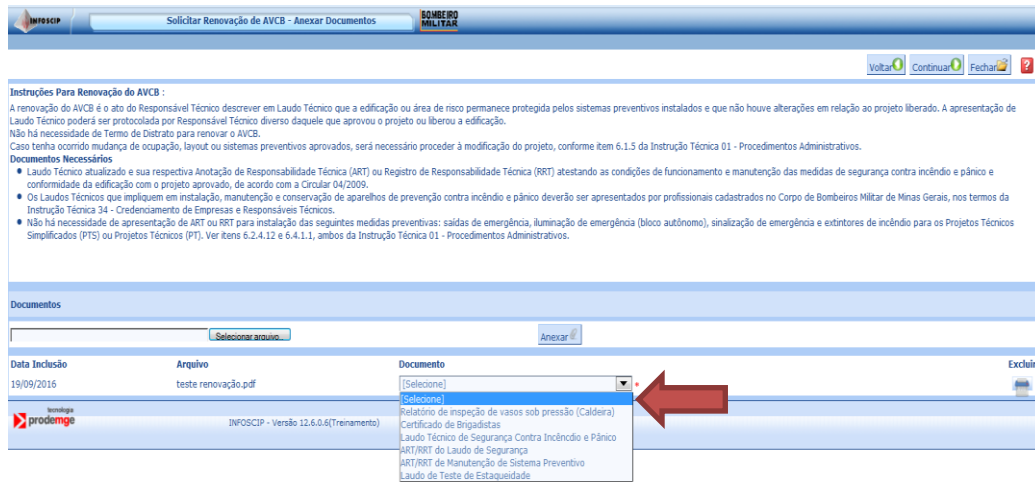 INFOSCIP
Solicitar Renovação de AVCB - Anexar Documentos
BOMBEIRO
MILITAR
Voltar Continuar Fechar ?
Instruções Para Renovação do AVCB :
A renovação do AVCB é o ato do Responsável Técnico descrever em Laudo Técnico que a edificação ou área de risco permanece protegida pelos sistemas preventivos instalados e que não houve alterações em relação ao projeto liberado. A apresentação de
Laudo Técnico poderá ser protocolada por Responsável Técnico diverso daquele que aprovou o projeto ou liberou a edificação.
Não há necessidade de Termo de Distrato para renovar o AVCB.
Caso tenha ocorrido mudança de ocupação, layout ou sistemas preventivos aprovados, será necessário proceder à modificação do projeto, conforme item 6.1.5 da Instrução Técnica 01 - Procedimentos Administrativos.
Documentos Necessários
Laudo Técnico atualizado e sua respectiva Anotação de Responsabilidade Técnica (ART) ou Registro de Responsabilidade Técnica (RRT) atestando as condições de funcionamento e manutenção das medidas de segurança contra incêndio e pânico e
conformidade da edificação com o projeto aprovado, de acordo com a Circular 04/2009.
Os Laudos Técnicos que impliquem em instalação, manutenção e conservação de aparelhos de prevenção contra incêndio e pânico deverão ser apresentados por profissionais cadastrados no Corpo de Bombeiros Militar de Minas Gerais, nos termos da
Instrução Técnica 34 - Credenciamento de Empresas e Responsáveis Técnicos.
Não há necessidade de apresentação de ART ou RRT para instalação das seguintes medidas preventivas: saídas de emergência, iluminação de emergência (bloco autônomo), sinalização de emergência e extintores de incêndio para os Projetos Técnicos
Simplificados (PTS) ou Projetos Técnicos (PT). Ver itens 6.2.4.12 e 6.4.1.1, ambos da Instrução Técnica 01 - Procedimentos Administrativos.
Documentos
Selecionar arquivo... Anexar
Data Inclusão Arquivo Documento Excluir
19/09/2016 teste renovação.pdf [Selecione] *
[Selecione]
Relatório de inspeção de vasos sob pressão (Caldeira)
Certificado de Brigadistas
Laudo Técnico de Segurança Contra Incêncdio e Pânico
ART/RRT do Laudo de Segurança
ART/RRT de Manutenção de Sistema Preventivo
Laudo de Teste de Estaqueidade
tecnologia
prodemge
INFOSCIP - Versão 12.6.0.6(Treinamento)